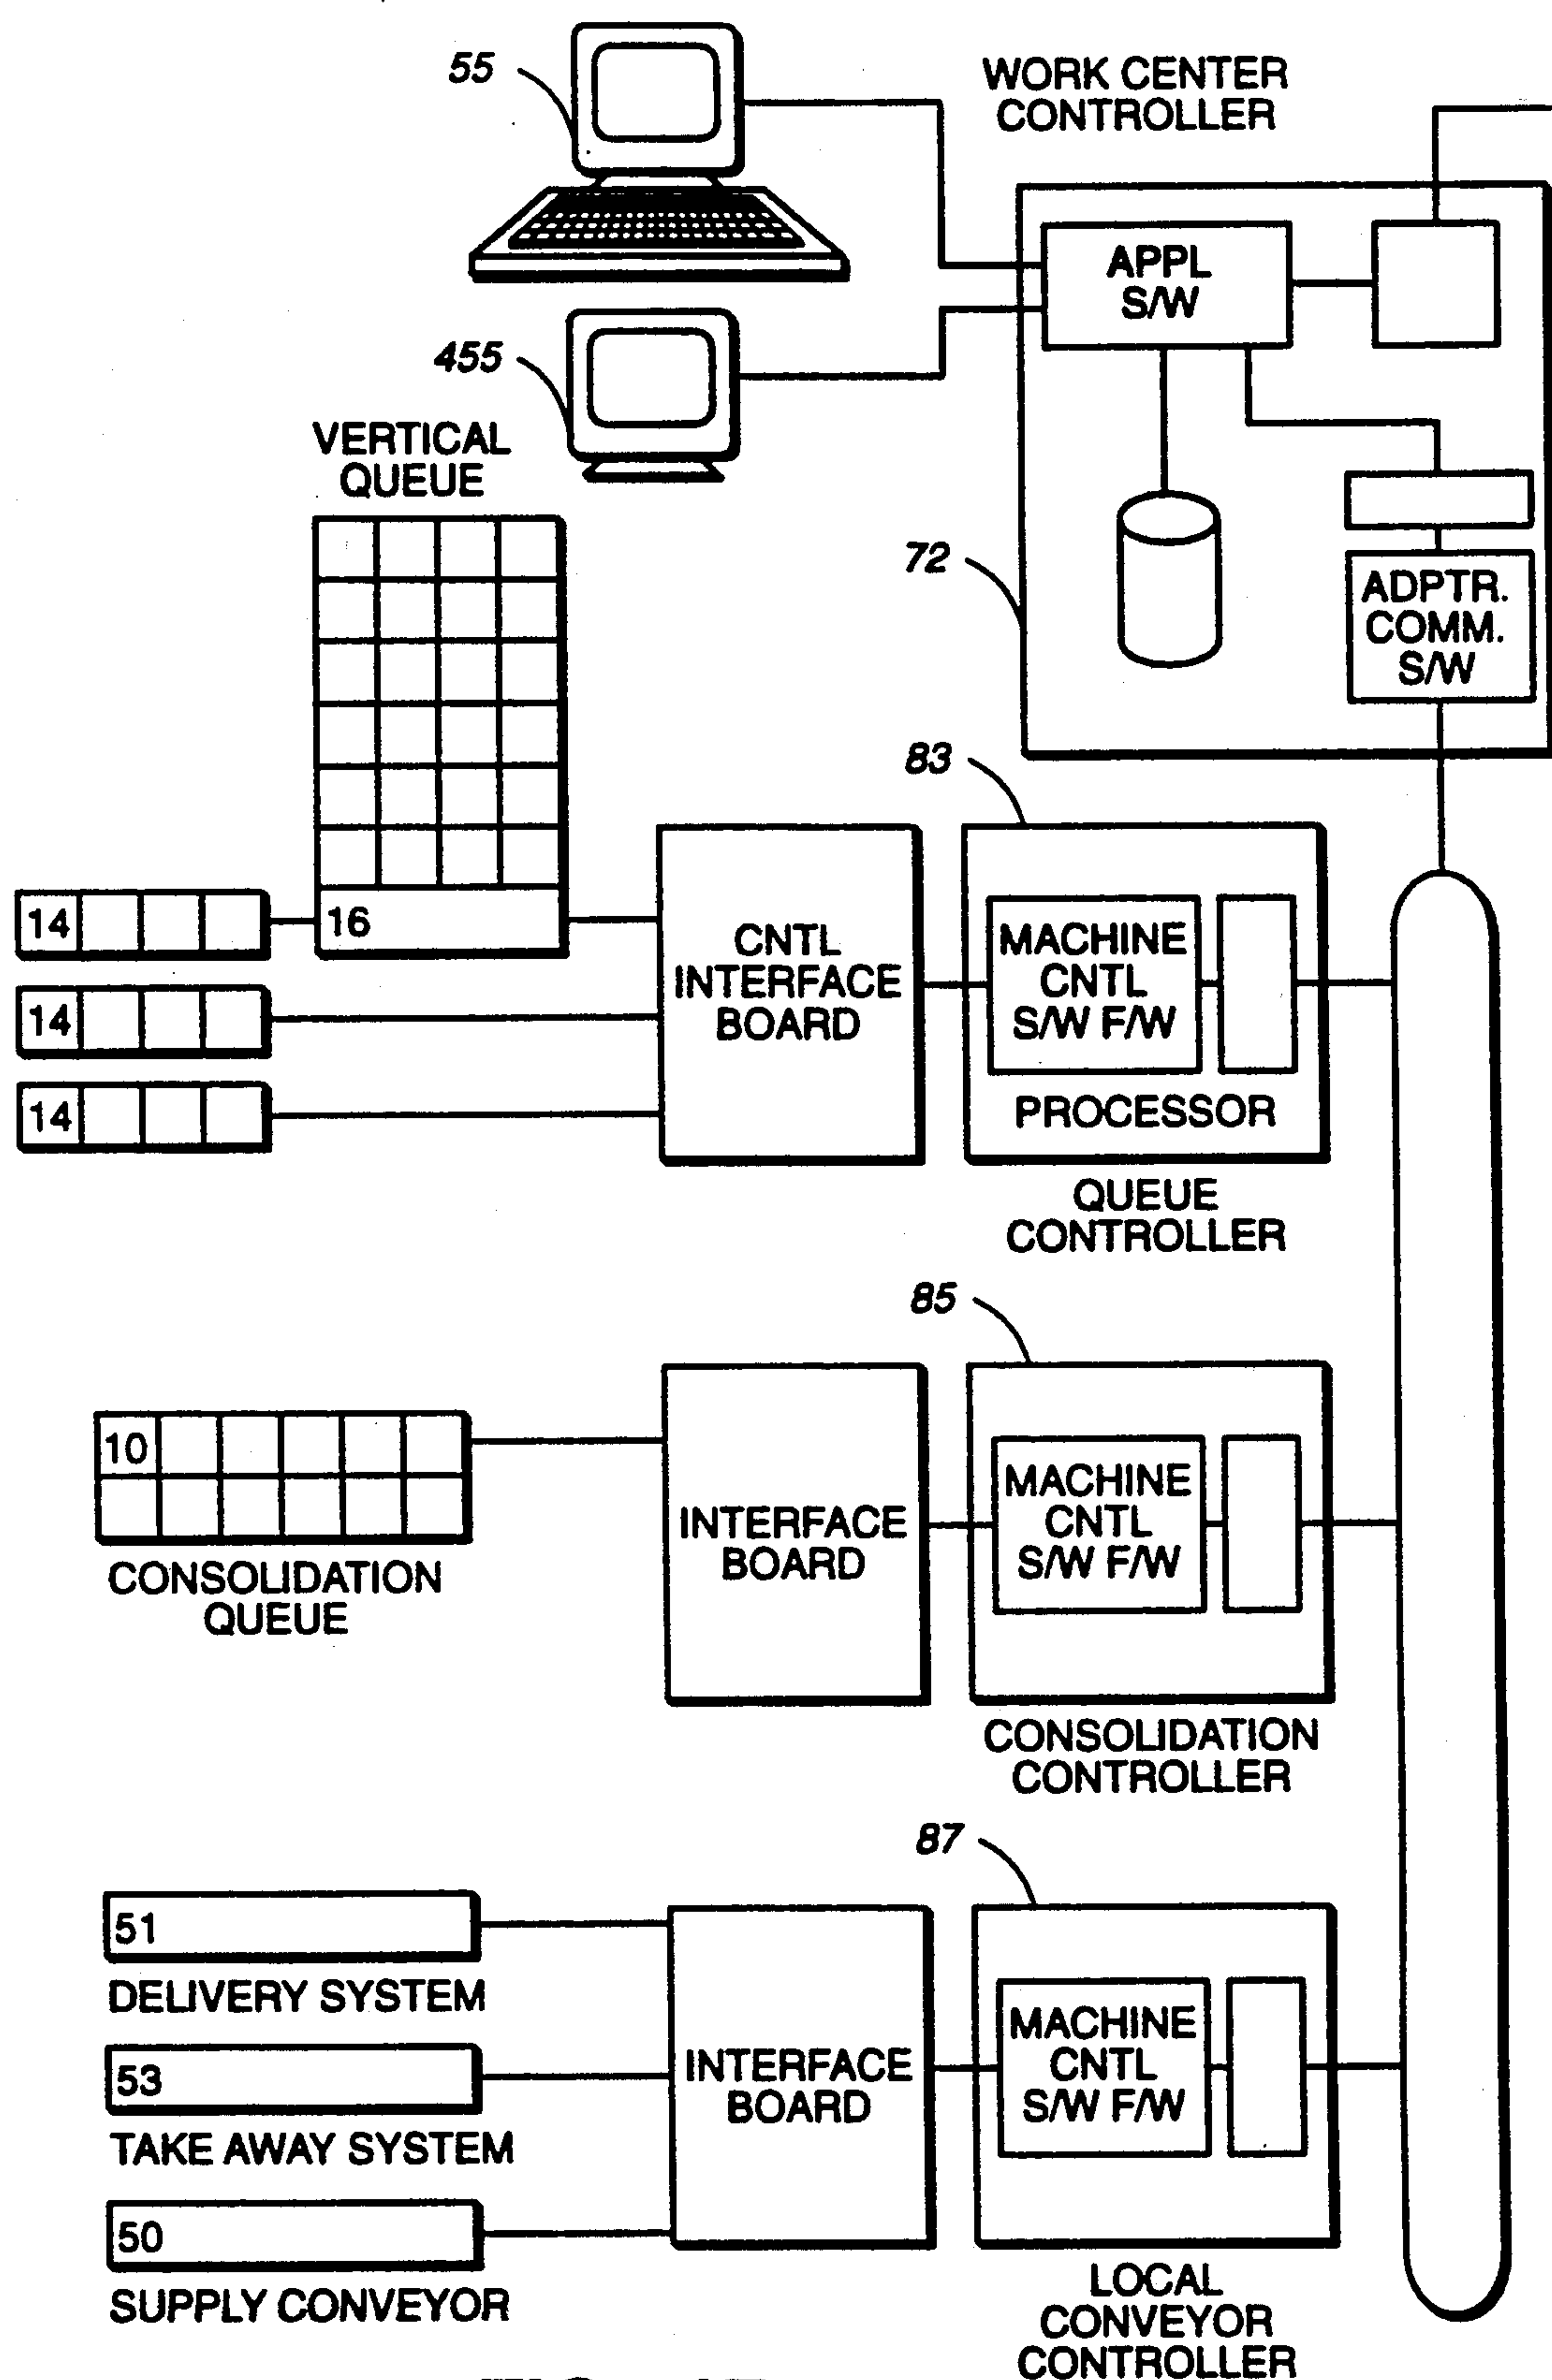 55
WORK CENTER
CONTROLLER
APPL
S/W
455
VERTICAL
QUEUE
72
ADPTR.
COMM.
S/W
83
14
16
CNTL
INTERFACE
BOARD
MACHINE
CNTL
S/W F/W
14
14
PROCESSOR
QUEUE
CONTROLLER
85
10
INTERFACE
BOARD
MACHINE
CNTL
S/W F/W
CONSOLIDATION
QUEUE
CONSOLIDATION
CONTROLLER
87
51
DELIVERY SYSTEM
INTERFACE
BOARD
MACHINE
CNTL
S/W F/W
53
TAKE AWAY SYSTEM
50
SUPPLY CONVEYOR
LOCAL
CONVEYOR
CONTROLLER